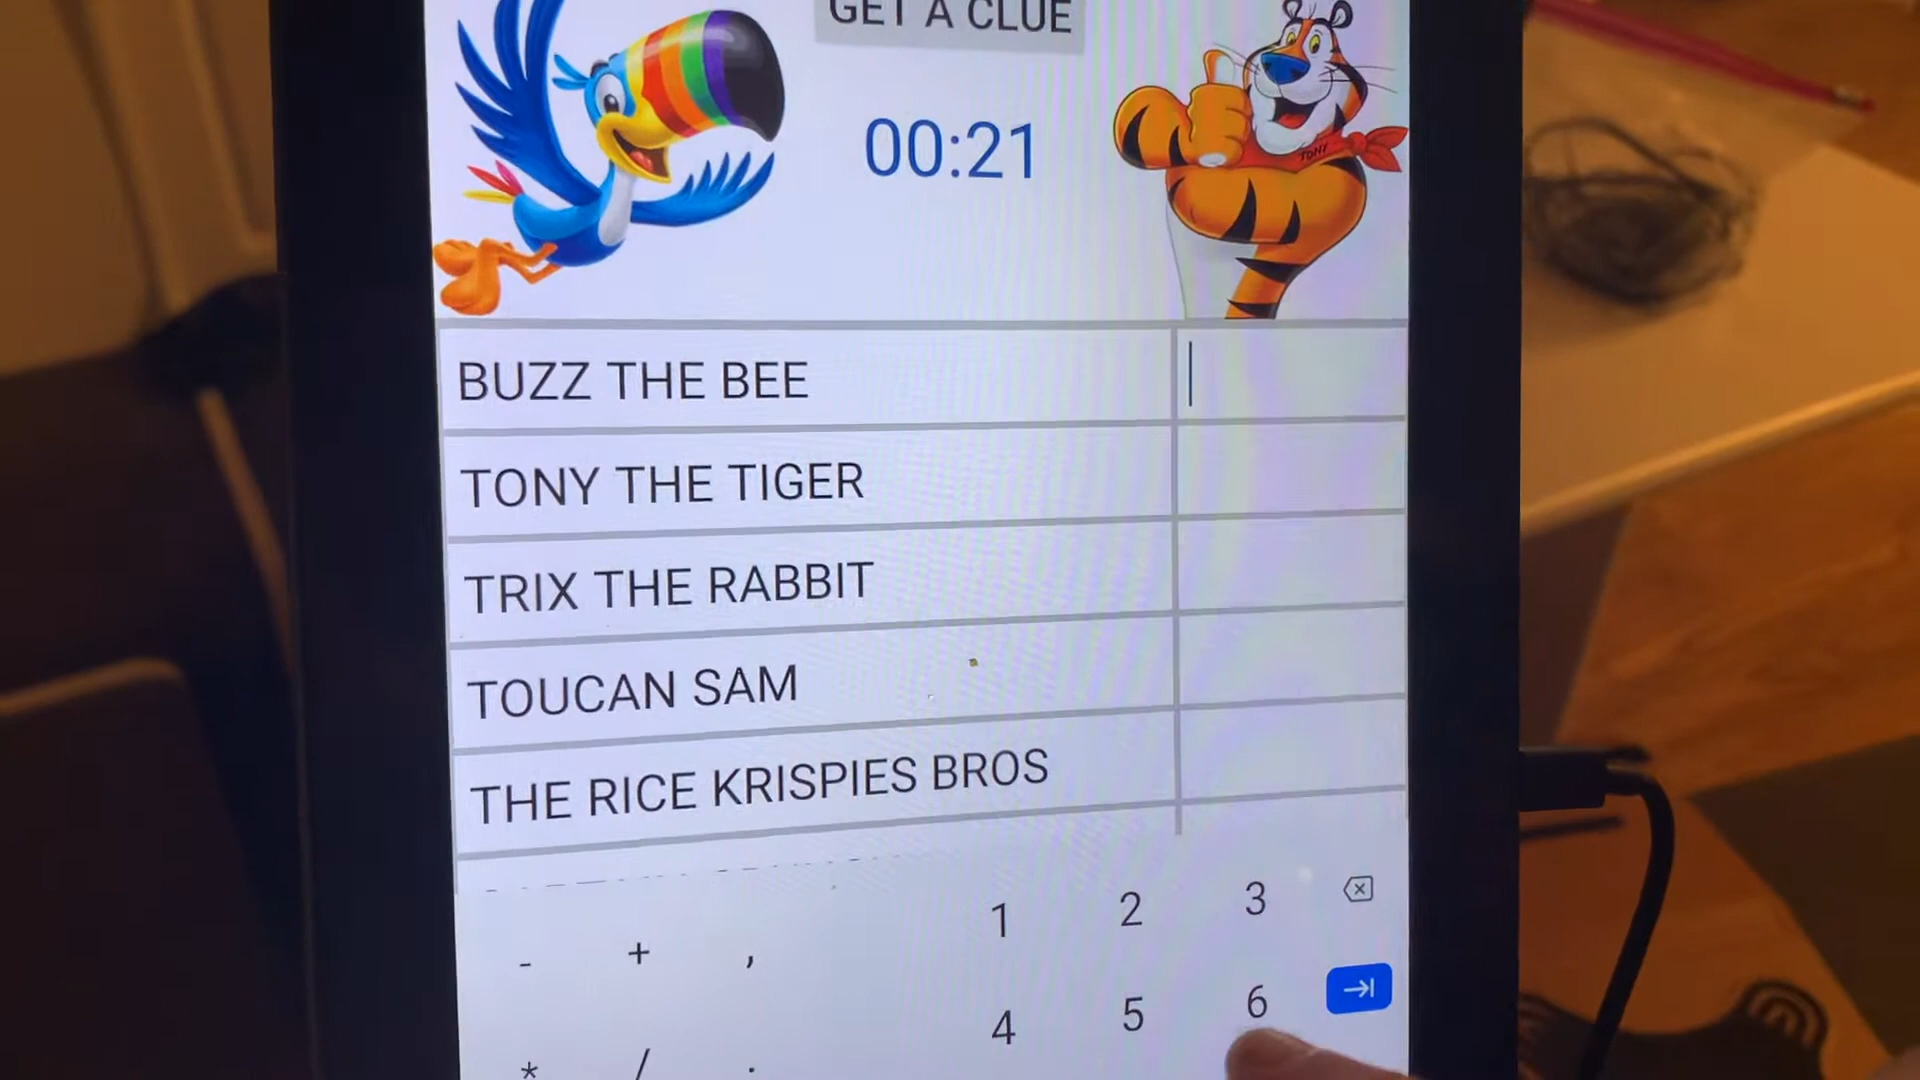 GET A CLUE
00:21
TONY
BUZZ THE BEE
TONY THE TIGER
TRIX THE RABBIT
TOUCAN SAM
THE RICE KRISPIES BROS
1 2 3
- + ,
4 5 6
* / .